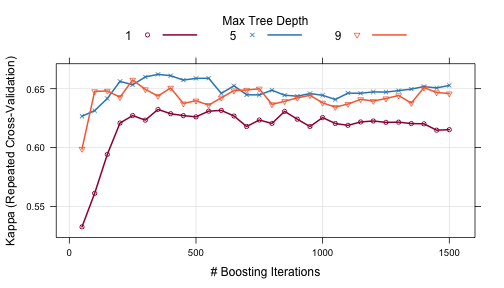 Max Tree Depth
1 5 9
Kappa (Repeated Cross-Validation)
0.65
0.60
0.55
0 500 1000 1500
# Boosting Iterations